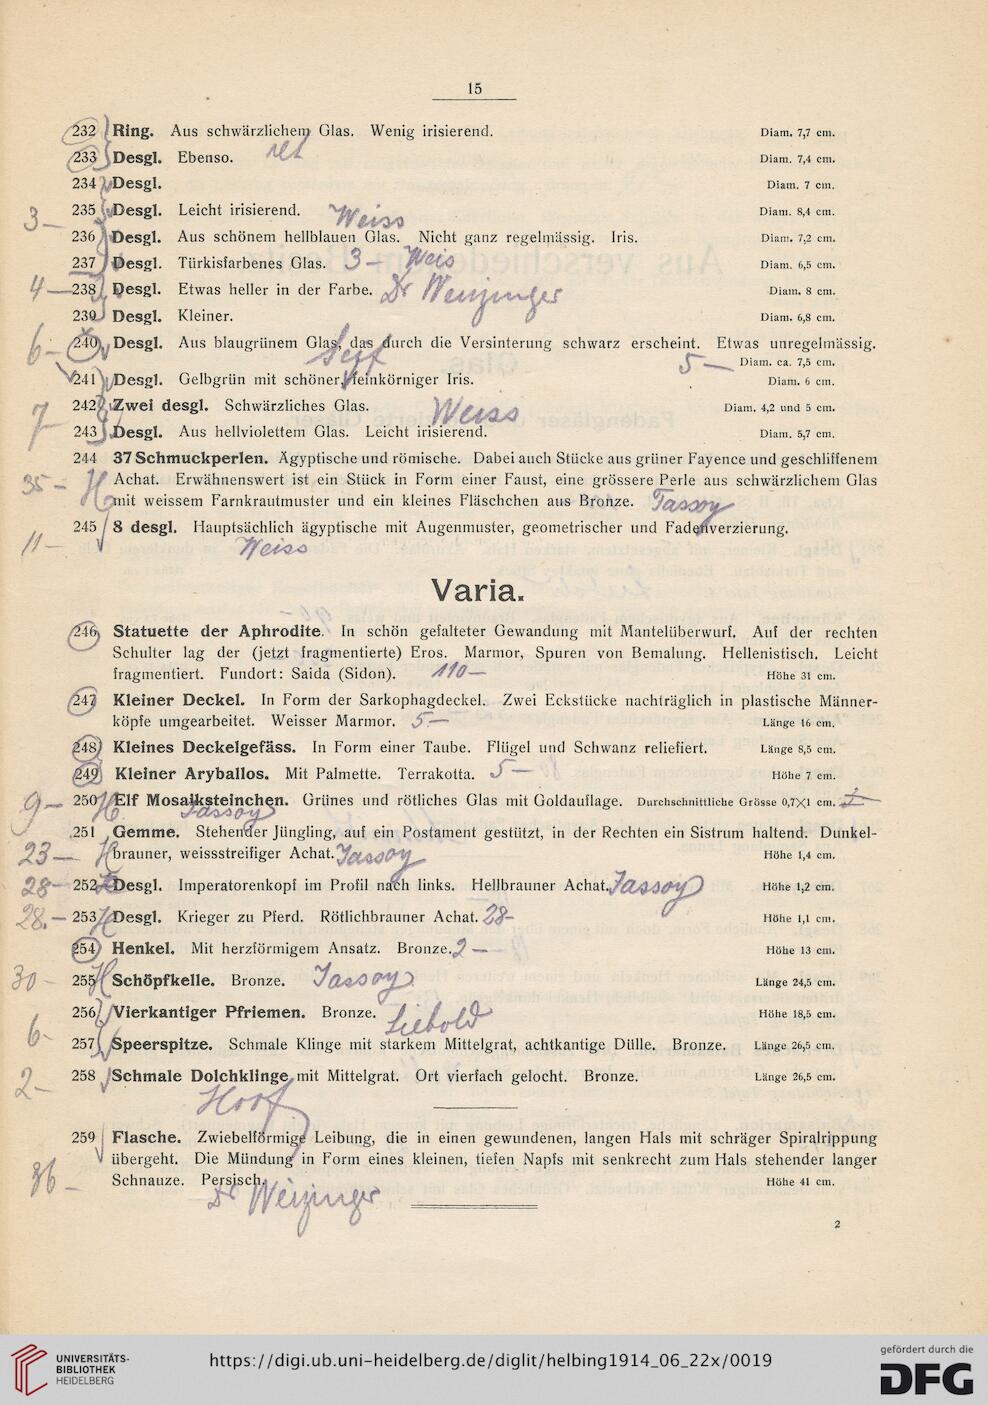 15
232 Ring. Aus schwärzlichem Glas. Wenig irisierend. Diam. 7,7 cm.
233 Desgl. Ebenso. Diam. 7,4 cm.
234 Desgl. Diam. 7 cm.
235 Desgl. Leicht irisierend. Diam. 8,4 cm.
3 — Weiss
236 Desgl. Aus schönem hellblauen Glas. Nicht ganz regelmässig. Iris. Diam. 7,2 cm.
237 Desgl. Türkisfarbenes Glas. 3 — Weis Diam. 6,5 cm.
4 — 238 Desgl. Etwas heller in der Farbe. Dr Weizinger Diam. 8 cm.
239 Desgl. Kleiner. Diam. 6,8 cm.
6 — 240 Desgl. Aus blaugrünem Glas, das durch die Versinterung schwarz erscheint. Etwas unregelmässig.
5 — Diam. ca. 7,5 cm.
241 Desgl. Gelbgrün mit schöner, feinkörniger Iris. Diam. 6 cm.
7 — 242 Zwei desgl. Schwärzliches Glas. Weiss Diam. 4,2 und 5 cm.
243 Desgl. Aus hellviolettem Glas. Leicht irisierend. Diam. 5,7 cm.
244 37 Schmuckperlen. Ägyptische und römische. Dabei auch Stücke aus grüner Fayence und geschliffenem
35 — H Achat. Erwähnenswert ist ein Stück in Form einer Faust, eine grössere Perle aus schwärzlichem Glas
mit weissem Farnkrautmuster und ein kleines Fläschchen aus Bronze. Tassoy
245 8 desgl. Hauptsächlich ägyptische mit Augenmuster, geometrischer und Fadenverzierung.
11 — Weiss
Varia.
246 Statuette der Aphrodite. In schön gefalteter Gewandung mit Mantelüberwurf. Auf der rechten
Schulter lag der (jetzt fragmentierte) Eros. Marmor, Spuren von Bemalung. Hellenistisch. Leicht
fragmentiert. Fundort: Saida (Sidon). 110 — Höhe 31 cm.
247 Kleiner Deckel. In Form der Sarkophagdeckel. Zwei Eckstücke nachträglich in plastische Männer-
köpfe umgearbeitet. Weisser Marmor. 5 — Länge 16 cm.
248 Kleines Deckelgefäss. In Form einer Taube. Flügel und Schwanz reliefiert. Länge 8,5 cm.
249 Kleiner Aryballos. Mit Palmette. Terrakotta. 5 — Höhe 7 cm.
9 — 250 H Elf Mosaiksteinchen. Grünes und rötliches Glas mit Goldauflage. Durchschnittliche Grösse 0,7×1 cm.
Tassoy
251 Gemme. Stehender Jüngling, auf ein Postament gestützt, in der Rechten ein Sistrum haltend. Dunkel-
23 — H brauner, weissstreifiger Achat. Tassoy Höhe 1,4 cm.
28 — 252 H Desgl. Imperatorenkopf im Profil nach links. Hellbrauner Achat. Tassoy Höhe 1,2 cm.
28. — 253 H Desgl. Krieger zu Pferd. Rötlichbrauner Achat. 28 — Höhe 1,1 cm.
254 Henkel. Mit herzförmigem Ansatz. Bronze. 2 — Höhe 13 cm.
30 — 255 H Schöpfkelle. Bronze. Tassoy Länge 24,5 cm.
256 Vierkantiger Pfriemen. Bronze. Liebold Höhe 18,5 cm.
6 — 257 Speerspitze. Schmale Klinge mit starkem Mittelgrat, achtkantige Dülle. Bronze. Länge 26,5 cm.
2 — 258 Schmale Dolchklinge mit Mittelgrat. Ort vierfach gelocht. Bronze. Länge 26,5 cm.
259 Flasche. Zwiebelförmige Leibung, die in einen gewundenen, langen Hals mit schräger Spiralrippung
übergeht. Die Mündung in Form eines kleinen, tiefen Napfs mit senkrecht zum Hals stehender langer
36 — Schnauze. Persisch. Höhe 41 cm.
Dr Weizinger
2
UNIVERSITÄTS-
BIBLIOTHEK
HEIDELBERG
https://digi.ub.uni-heidelberg.de/diglit/helbing1914_06_22x/0019
gefördert durch die
DFG